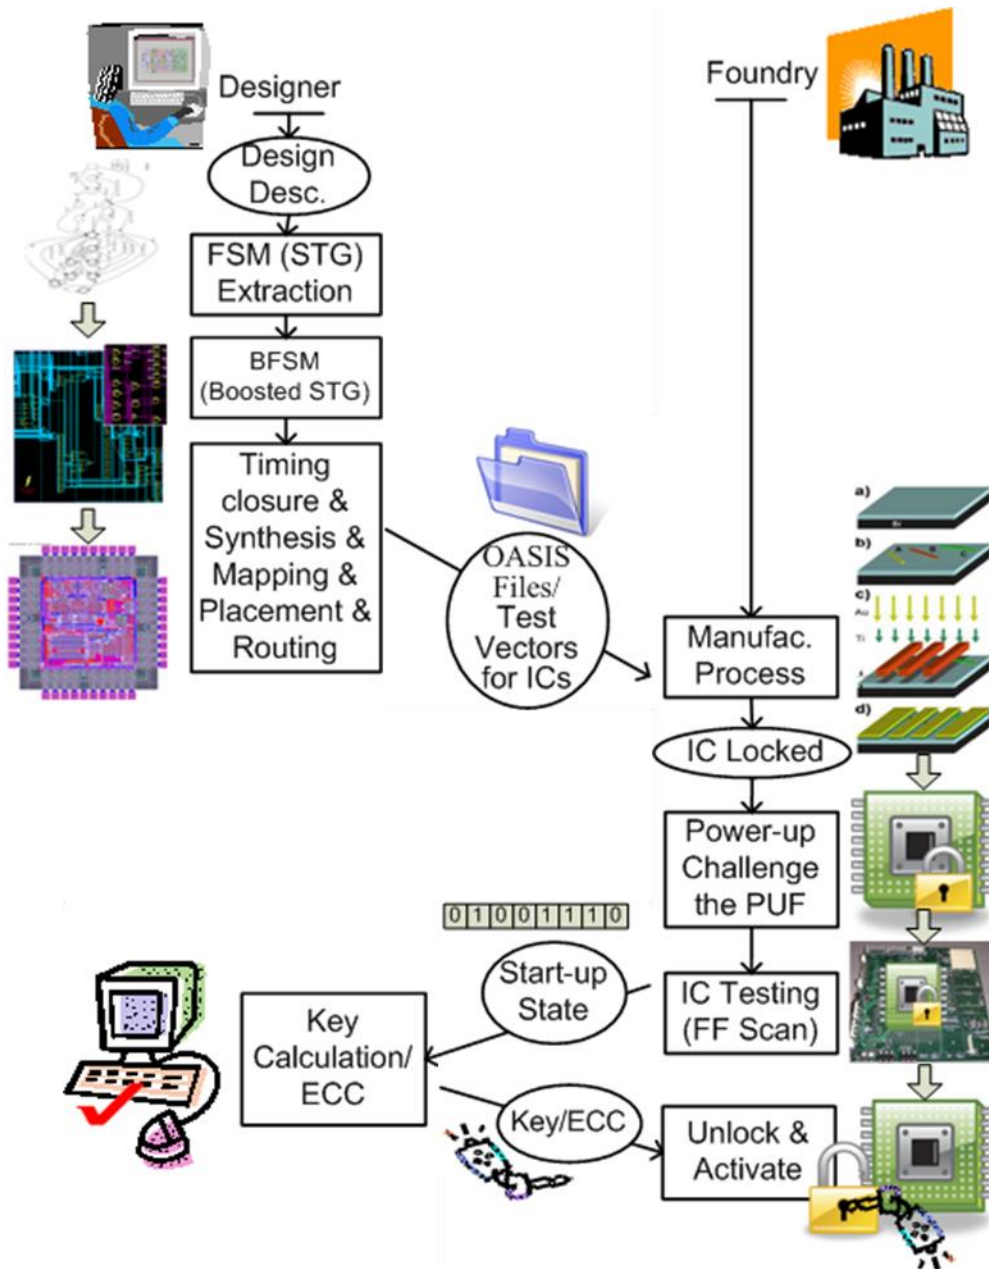 Designer
Foundry
Design
Desc.
FSM (STG)
Extraction
BFSM
(Boosted STG)
Timing
closure &
Synthesis &
Mapping &
Placement &
Routing
OASIS
Files/
Test
Vectors
for ICs
Manufac.
Process
IC Locked
Power-up
Challenge
the PUF
IC Testing
(FF Scan)
0 1 0 0 1 1 1 0
Start-up
State
Key
Calculation/
ECC
Key/ECC
Unlock &
Activate
a)
b)
A B C
c)
Au
Ti
d)